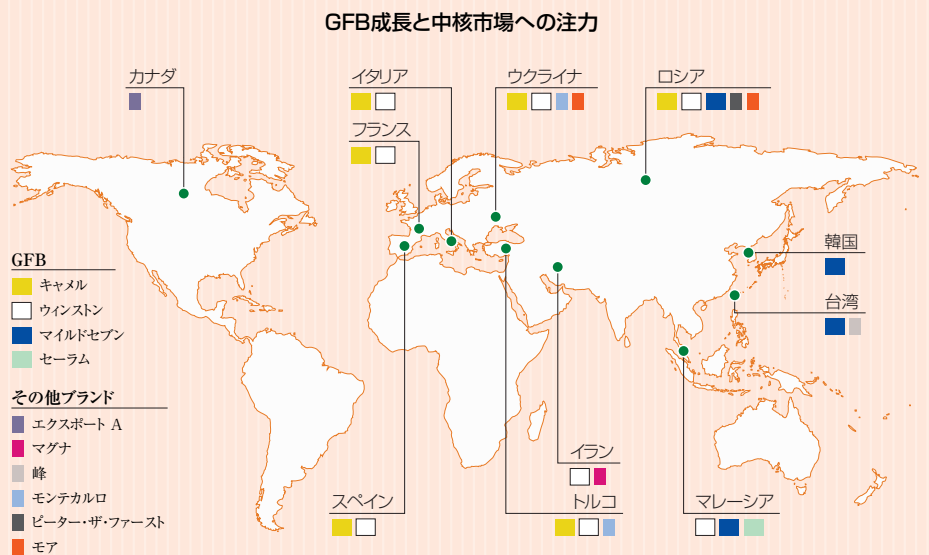 GFB成長と中核市場への注力
カナダ
イタリア
ウクライナ
ロシア
フランス
韓国
台湾
GFB
キャメル
ウィンストン
マイルドセブン
セーラム
その他ブランド
エクスポート A
マグナ
峰
モンテカルロ
ピーター・ザ・ファースト
モア
イラン
スペイン
トルコ
マレーシア